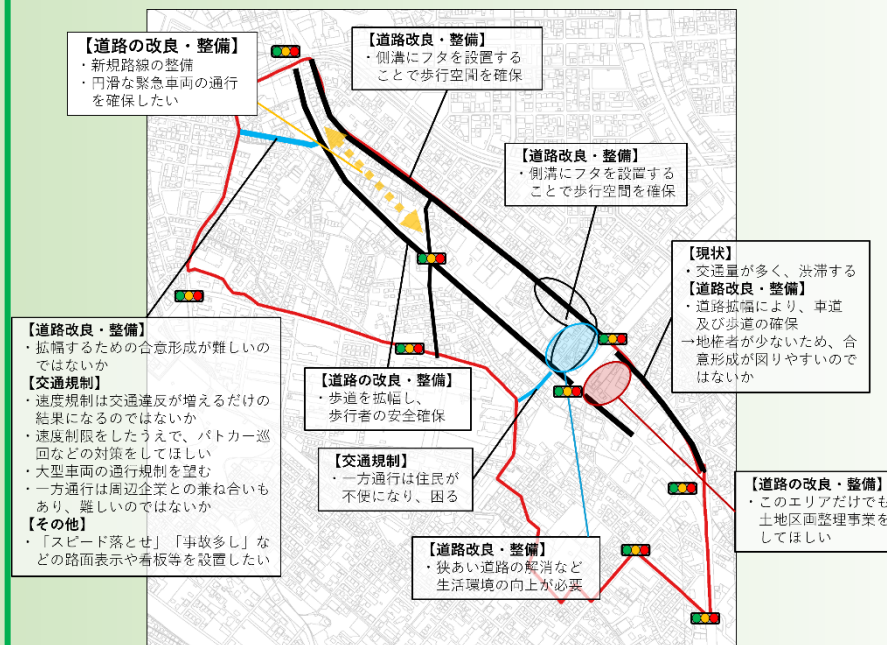 【道路の改良・整備】
・新規路線の整備
・円滑な緊急車両の通行
を確保したい
【道路改良・整備】
・側溝にフタを設置する
ことで歩行空間を確保
【道路改良・整備】
・側溝にフタを設置する
ことで歩行空間を確保
【現状】
・交通量が多く、渋滞する
【道路改良・整備】
・道路拡幅により、車道
及び歩道の確保
→地権者が少ないため、合
意形成が図りやすいので
はないか
【道路改良・整備】
・拡幅するための合意形成が難しいの
ではないか
【交通規制】
・速度規制は交通違反が増えるだけの
結果になるのではないか
・速度制限をしたうえで、パトカー巡
回などの対策をしてほしい
・大型車両の通行規制を望む
・一方通行は周辺企業との兼ね合いも
あり、難しいのではないか
【その他】
・「スピード落とせ」「事故多し」な
どの路面表示や看板等を設置したい
【道路の改良・整備】
・歩道を拡幅し、
歩行者の安全確保
【交通規制】
・一方通行は住民が
不便になり、困る
【道路の改良・整備】
・このエリアだけでも
土地区画整理事業を
してほしい
【道路改良・整備】
・狭あい道路の解消など
生活環境の向上が必要